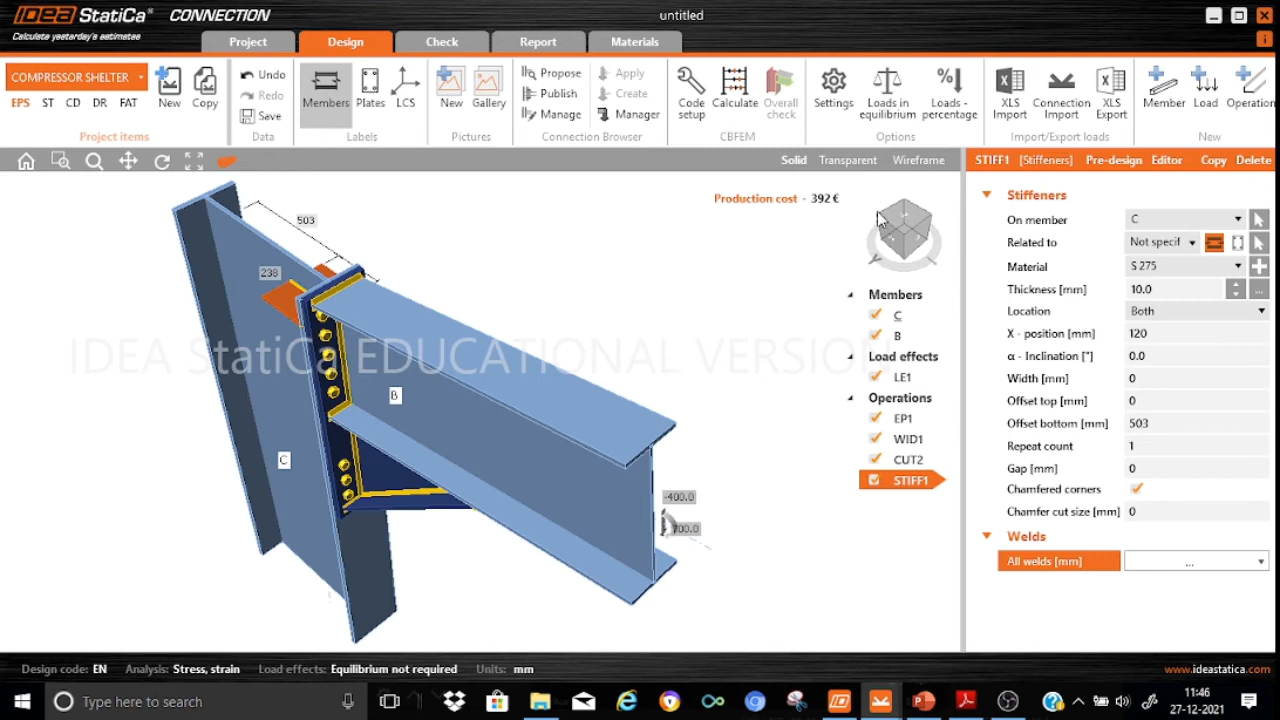 IDEA StatiCa® CONNECTION
Calculate yesterday's estimates
untitled
Project
Design
Check
Report
Materials
COMPRESSOR SHELTER
EPS ST CD DR FAT
New
Copy
Project items
Undo
Redo
Save
Data
Members
Plates
LCS
Labels
New
Gallery
Pictures
Propose
Publish
Manage
Apply
Create
Manager
Connection Browser
Code
setup
Calculate
Overall
check
CBFEM
Settings
Loads in
equilibrium
Loads -
percentage
Options
XLS
Import
Connection
Import
XLS
Export
Import/Export loads
Member
Load
Operation
New
Solid Transparent Wireframe
STIFF1 [Stiffeners] Pre-design Editor Copy Delete
Production cost - 392 €
503
238
B
C
-400.0
700.0
IDEA StatiCa EDUCATIONAL VERSION
Members
C
B
Load effects
LE1
Operations
EP1
WID1
CUT2
STIFF1
Stiffeners
On member C
Related to Not specif
Material S 275
Thickness [mm] 10.0
Location Both
X - position [mm] 120
α - Inclination [°] 0.0
Width [mm] 0
Offset top [mm] 0
Offset bottom [mm] 503
Repeat count 1
Gap [mm] 0
Chamfered corners
Chamfer cut size [mm] 0
Welds
All welds [mm] ...
Design code: EN Analysis: Stress, strain Load effects: Equilibrium not required Units: mm
www.ideastatica.com
Type here to search
11:46
27-12-2021